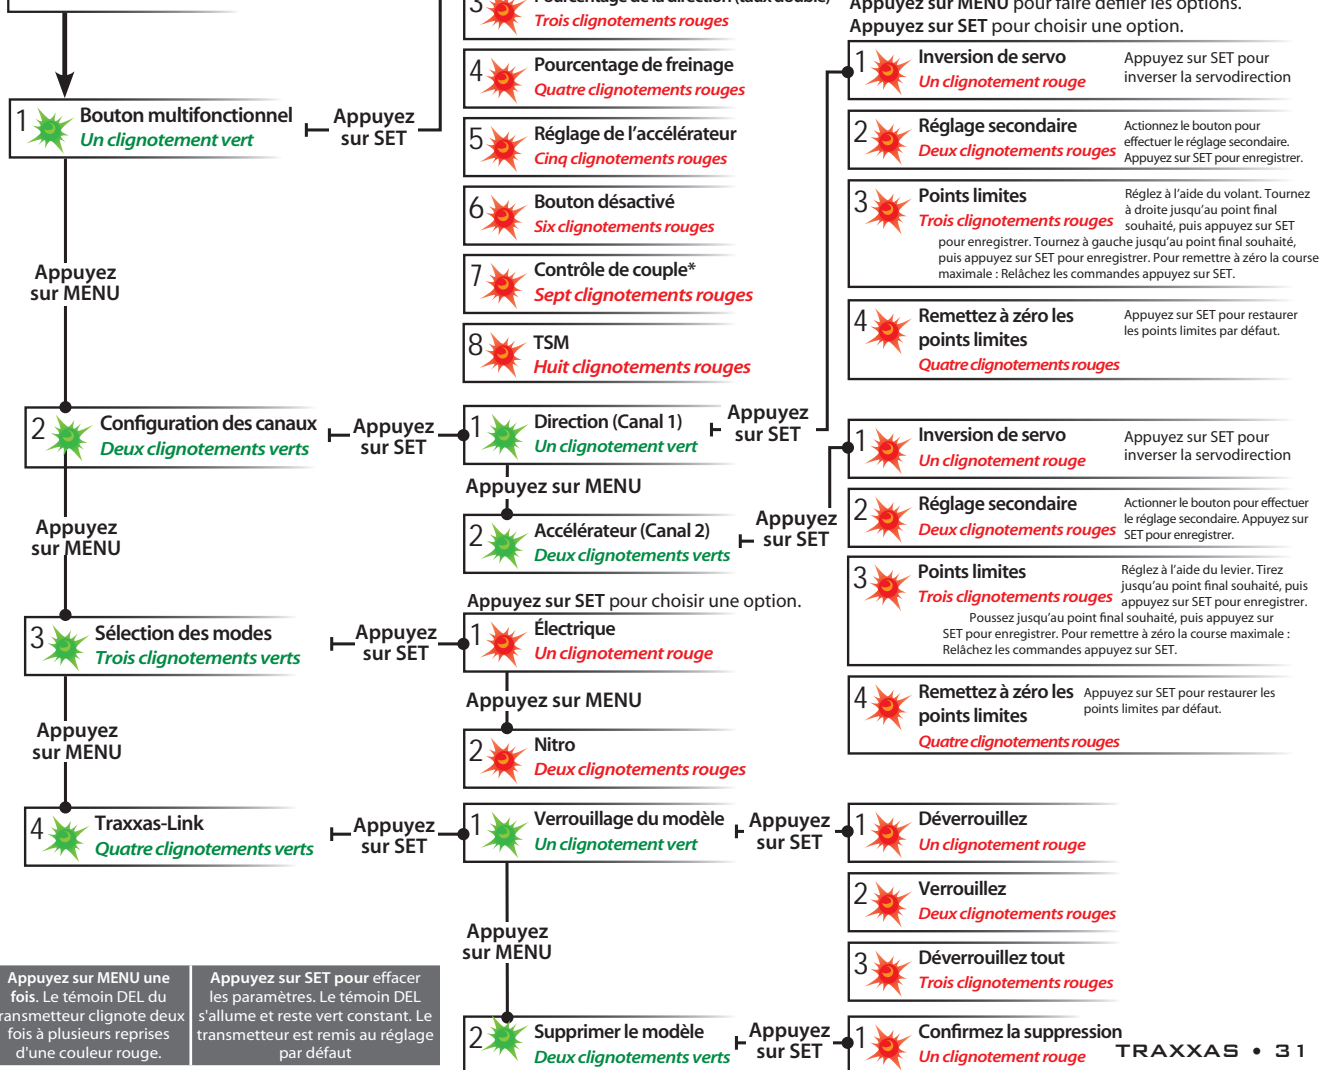 3 Pourcentage de la direction (taux double)
Trois clignotements rouges
Appuyez sur MENU pour faire défiler les options.
Appuyez sur SET pour choisir une option.
1 Bouton multifonctionnel
Un clignotement vert
Appuyez
sur SET
4 Pourcentage de freinage
Quatre clignotements rouges
5 Réglage de l’accélérateur
Cinq clignotements rouges
6 Bouton désactivé
Six clignotements rouges
7 Contrôle de couple*
Sept clignotements rouges
8 TSM
Huit clignotements rouges
1 Inversion de servo
Un clignotement rouge
Appuyez sur SET pour
inverser la servodirection
2 Réglage secondaire
Deux clignotements rouges
Actionnez le bouton pour
effectuer le réglage secondaire.
Appuyez sur SET pour enregistrer.
3 Points limites
Trois clignotements rouges
Réglez à l’aide du volant. Tournez
à droite jusqu’au point final
souhaité, puis appuyez sur SET
pour enregistrer. Tournez à gauche jusqu’au point final souhaité,
puis appuyez sur SET pour enregistrer. Pour remettre à zéro la course
maximale : Relâchez les commandes appuyez sur SET.
4 Remettez à zéro les
points limites
Quatre clignotements rouges
Appuyez sur SET pour restaurer
les points limites par défaut.
Appuyez
sur MENU
2 Configuration des canaux
Deux clignotements verts
Appuyez
sur SET
1 Direction (Canal 1)
Un clignotement vert
Appuyez
sur SET
Appuyez sur MENU
2 Accélérateur (Canal 2)
Deux clignotements verts
Appuyez
sur SET
1 Inversion de servo
Un clignotement rouge
Appuyez sur SET pour
inverser la servodirection
2 Réglage secondaire
Deux clignotements rouges
Actionner le bouton pour effectuer
le réglage secondaire. Appuyez sur
SET pour enregistrer.
3 Points limites
Trois clignotements rouges
Réglez à l’aide du levier. Tirez
jusqu’au point final souhaité, puis
appuyez sur SET pour enregistrer.
Poussez jusqu’au point final souhaité, puis appuyez sur
SET pour enregistrer. Pour remettre à zéro la course maximale :
Relâchez les commandes appuyez sur SET.
4 Remettez à zéro les
points limites
Quatre clignotements rouges
Appuyez sur SET pour restaurer les
points limites par défaut.
Appuyez
sur MENU
3 Sélection des modes
Trois clignotements verts
Appuyez
sur SET
Appuyez sur SET pour choisir une option.
1 Électrique
Un clignotement rouge
Appuyez sur MENU
2 Nitro
Deux clignotements rouges
Appuyez
sur MENU
4 Traxxas-Link
Quatre clignotements verts
Appuyez
sur SET
1 Verrouillage du modèle
Un clignotement vert
Appuyez
sur SET
1 Déverrouillez
Un clignotement rouge
2 Verrouillez
Deux clignotements rouges
3 Déverrouillez tout
Trois clignotements rouges
Appuyez
sur MENU
2 Supprimer le modèle
Deux clignotements verts
Appuyez
sur SET
1 Confirmez la suppression
Un clignotement rouge
Appuyez sur MENU une
fois. Le témoin DEL du
transmetteur clignote deux
fois à plusieurs reprises
d'une couleur rouge.
Appuyez sur SET pour effacer
les paramètres. Le témoin DEL
s'allume et reste vert constant. Le
transmetteur est remis au réglage
par défaut
TRAXXAS • 31